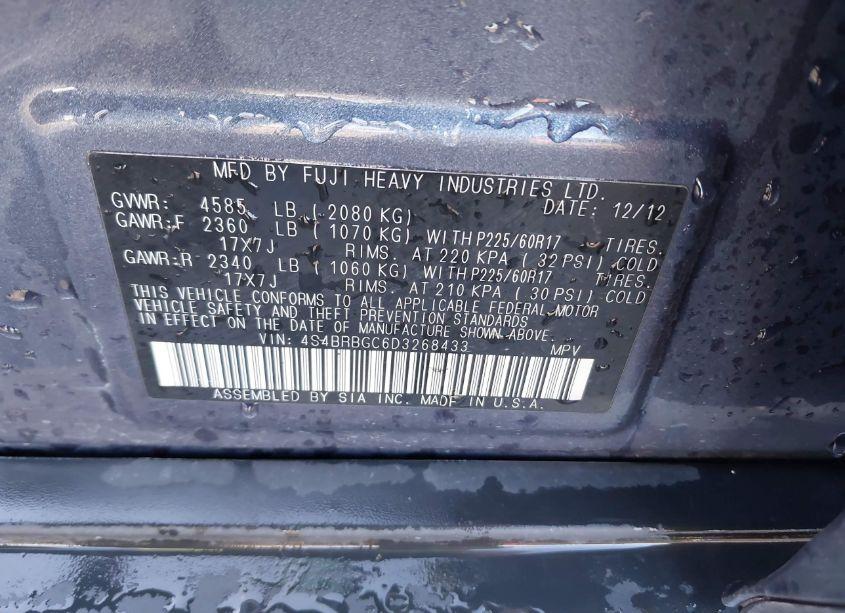 MFD BY FUJI HEAVY INDUSTRIES LTD.
GVWR: 4585 LB ( 2080 KG) DATE: 12/12
GAWR:F 2360 LB ( 1070 KG) WITH P225/60R17 TIRES.
17X7J RIMS. AT 220 KPA ( 32 PSI) COLD
GAWR:R 2340 LB ( 1060 KG) WITH P225/60R17 TIRES.
17X7J RIMS. AT 210 KPA ( 30 PSI) COLD
THIS VEHICLE CONFORMS TO ALL APPLICABLE FEDERAL MOTOR
VEHICLE SAFETY AND THEFT PREVENTION STANDARDS
IN EFFECT ON THE DATE OF MANUFACTURE SHOWN ABOVE.
VIN: 4S4BRBGC6D3268433 MPV
ASSEMBLED BY SIA INC. MADE IN U.S.A.